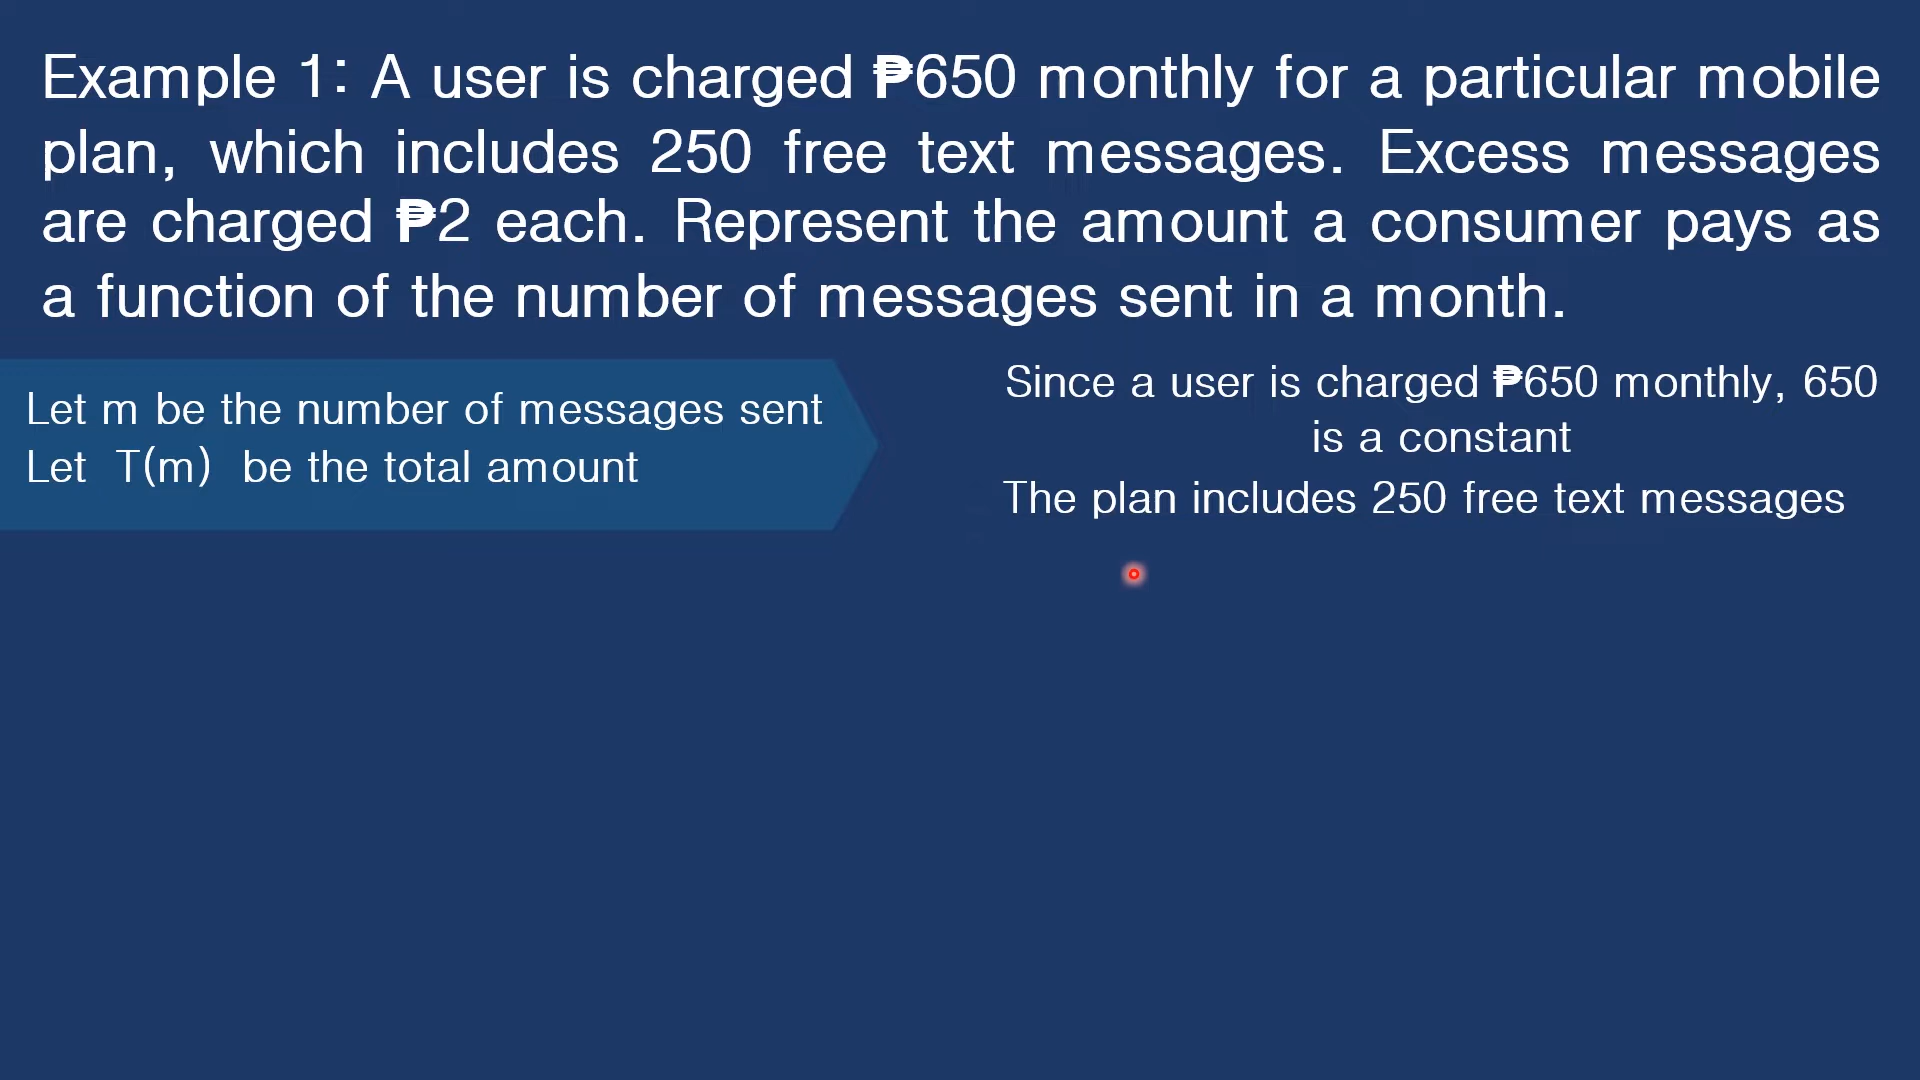 Example 1: A user is charged ₱650 monthly for a particular mobile
plan, which includes 250 free text messages. Excess messages
are charged ₱2 each. Represent the amount a consumer pays as
a function of the number of messages sent in a month.
Let m be the number of messages sent
Let T(m) be the total amount
Since a user is charged ₱650 monthly, 650
is a constant
The plan includes 250 free text messages